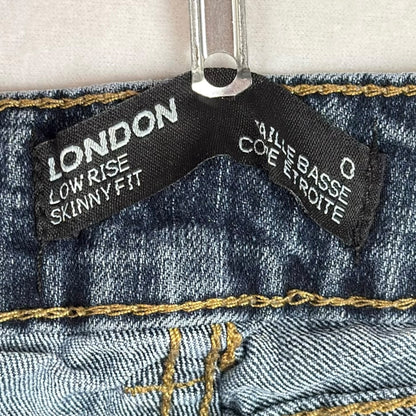 LONDON
LOW RISE
SKINNY FIT
TAILLE BASSE
COPE ETROITE
0